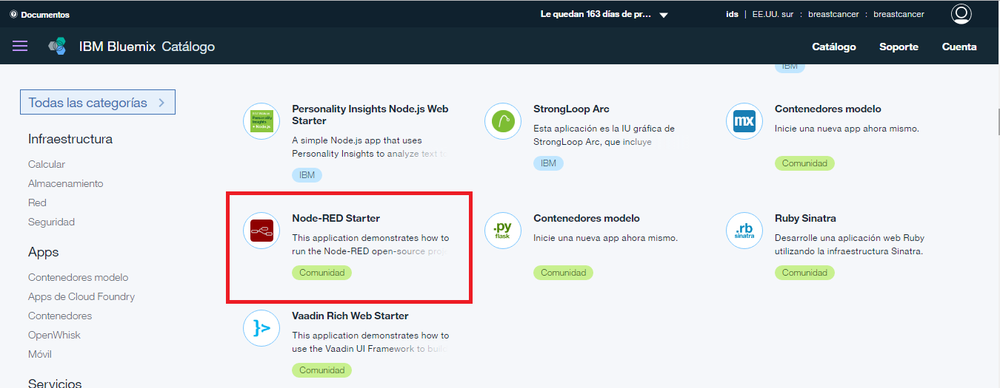 Documentos
Le quedan 163 días de pr...
ids | EE.UU. sur : breastcancer : breastcancer
IBM Bluemix Catálogo
Catálogo
Soporte
Cuenta
IBM
Todas las categorías
Infraestructura
Calcular
Almacenamiento
Red
Seguridad
Apps
Contenedores modelo
Apps de Cloud Foundry
Contenedores
OpenWhisk
Móvil
Servicios
Personality Insights Node.js Web
Starter
A simple Node.js app that uses
Personality Insights to analyze text to
IBM
StrongLoop Arc
Esta aplicación es la IU gráfica de
StrongLoop Arc, que incluye
IBM
mx
Contenedores modelo
Inicie una nueva app ahora mismo.
Comunidad
Node-RED Starter
This application demonstrates how to
run the Node-RED open-source proje
Comunidad
.py
flask
Contenedores modelo
Inicie una nueva app ahora mismo.
Comunidad
.rb
sinatra
Ruby Sinatra
Desarrolle una aplicación web Ruby
utilizando la infraestructura Sinatra.
Comunidad
Vaadin Rich Web Starter
This application demonstrates how to
use the Vaadin UI Framework to build
Comunidad